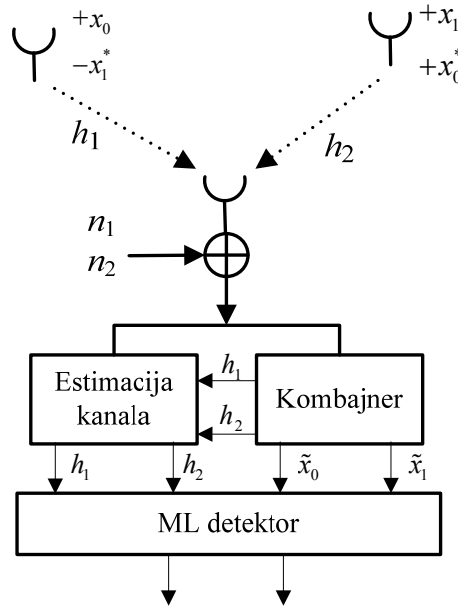 +x₀ +x₁
−x₁* +x₀*
h₁ h₂
n₁
n₂
Estimacija kanala
h₁
h₂
Kombajner
h₁ h₂ x̃₀ x̃₁
ML detektor